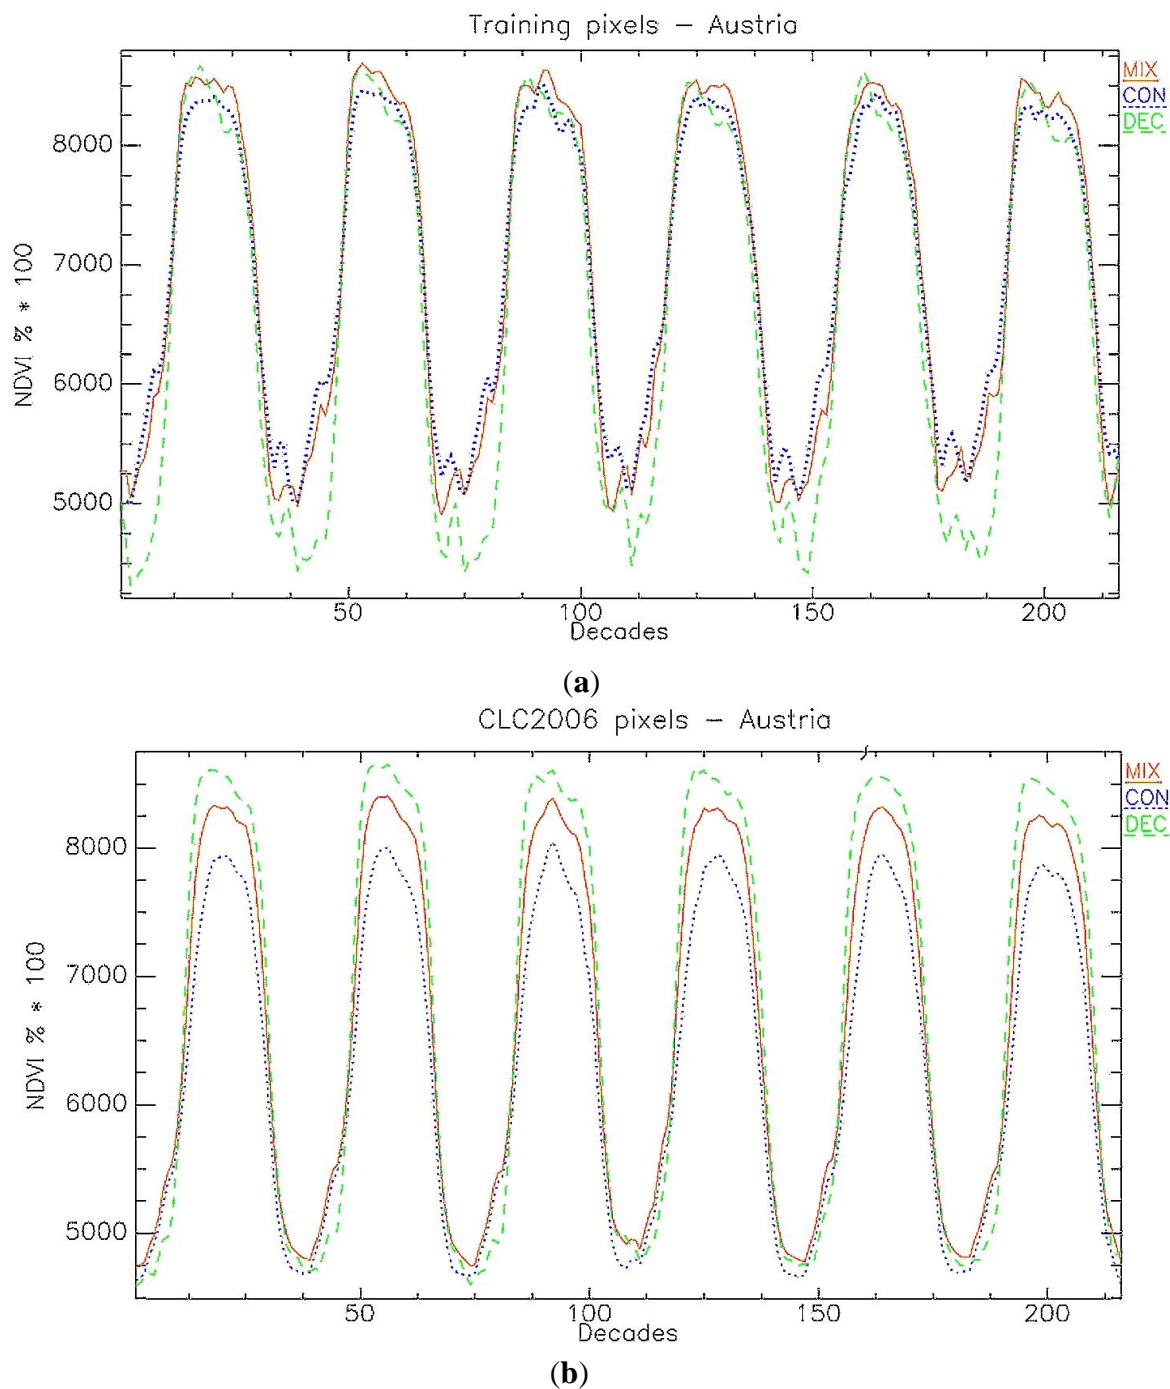 Training pixels – Austria
MIX
CON
DEC
8000
7000
6000
5000
NDVI % * 100
50 100 150 200
Decades
(a)
CLC2006 pixels – Austria
MIX
CON
DEC
8000
7000
6000
5000
NDVI % * 100
50 100 150 200
Decades
(b)